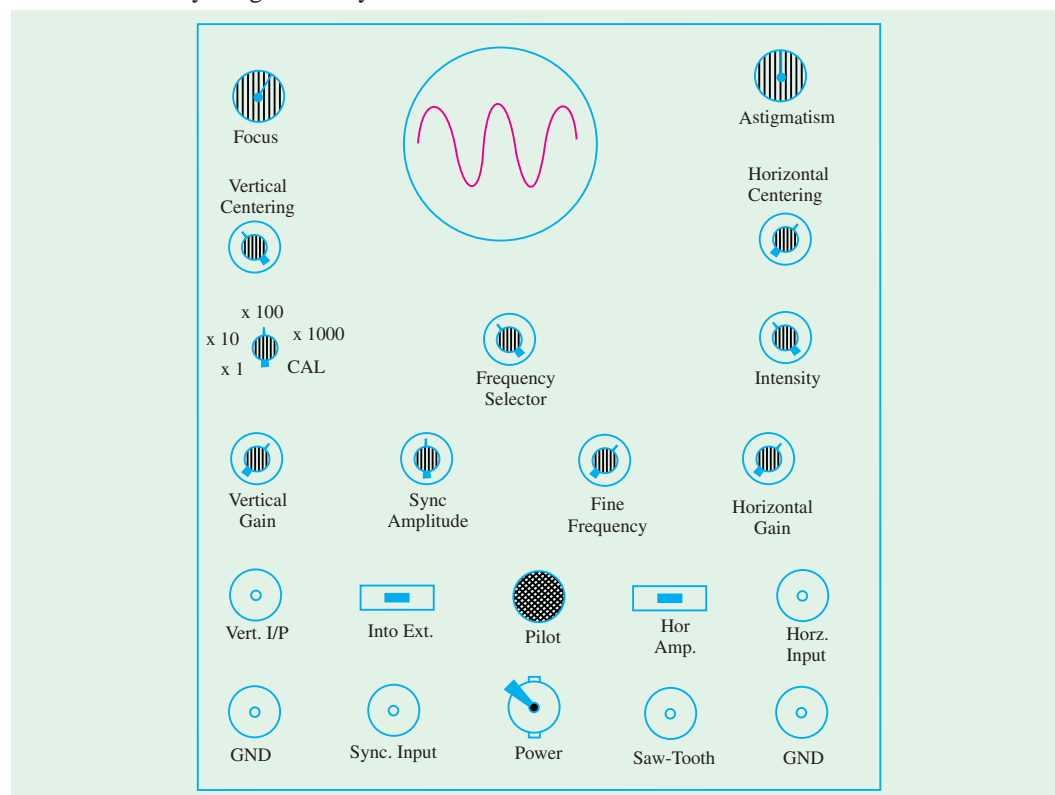 Focus
Astigmatism
Vertical
Centering
Horizontal
Centering
x 100
x 10
x 1000
x 1
CAL
Frequency
Selector
Intensity
Vertical
Gain
Sync
Amplitude
Fine
Frequency
Horizontal
Gain
Vert. I/P
Into Ext.
Pilot
Hor
Amp.
Horz.
Input
GND
Sync. Input
Power
Saw-Tooth
GND